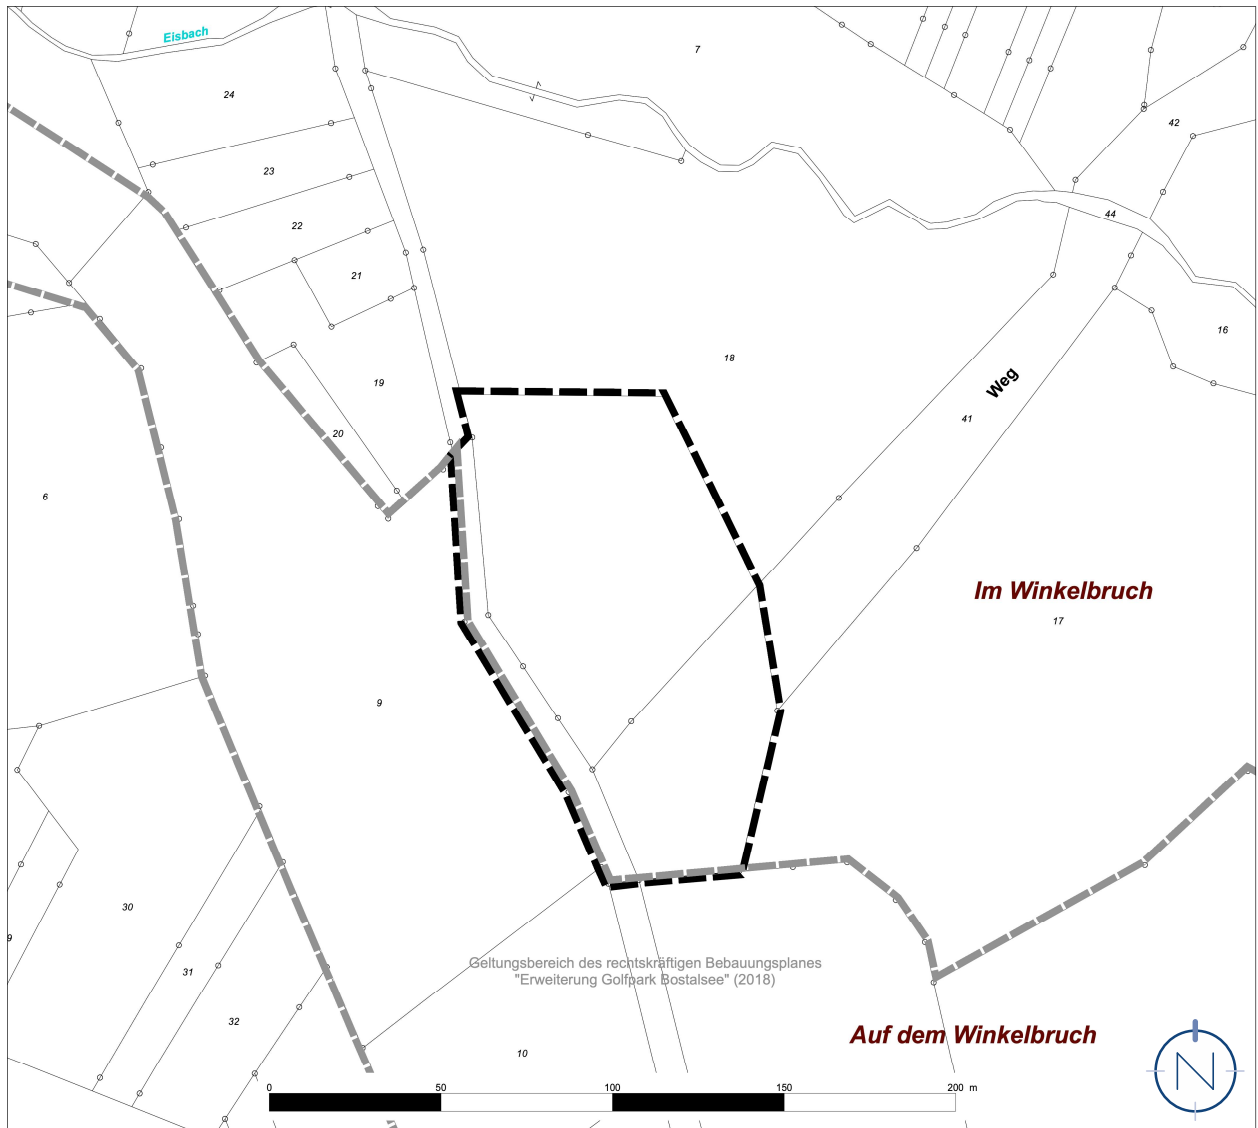 Eisbach
7
24
42
23
44
22
21
16
18
19
Weg
41
20
6
Im Winkelbruch
17
9
30
9
Geltungsbereich des rechtskräftigen Bebauungsplanes
"Erweiterung Golfpark Bostalsee" (2018)
31
32
Auf dem Winkelbruch
10
N
0 50 100 150 200 m